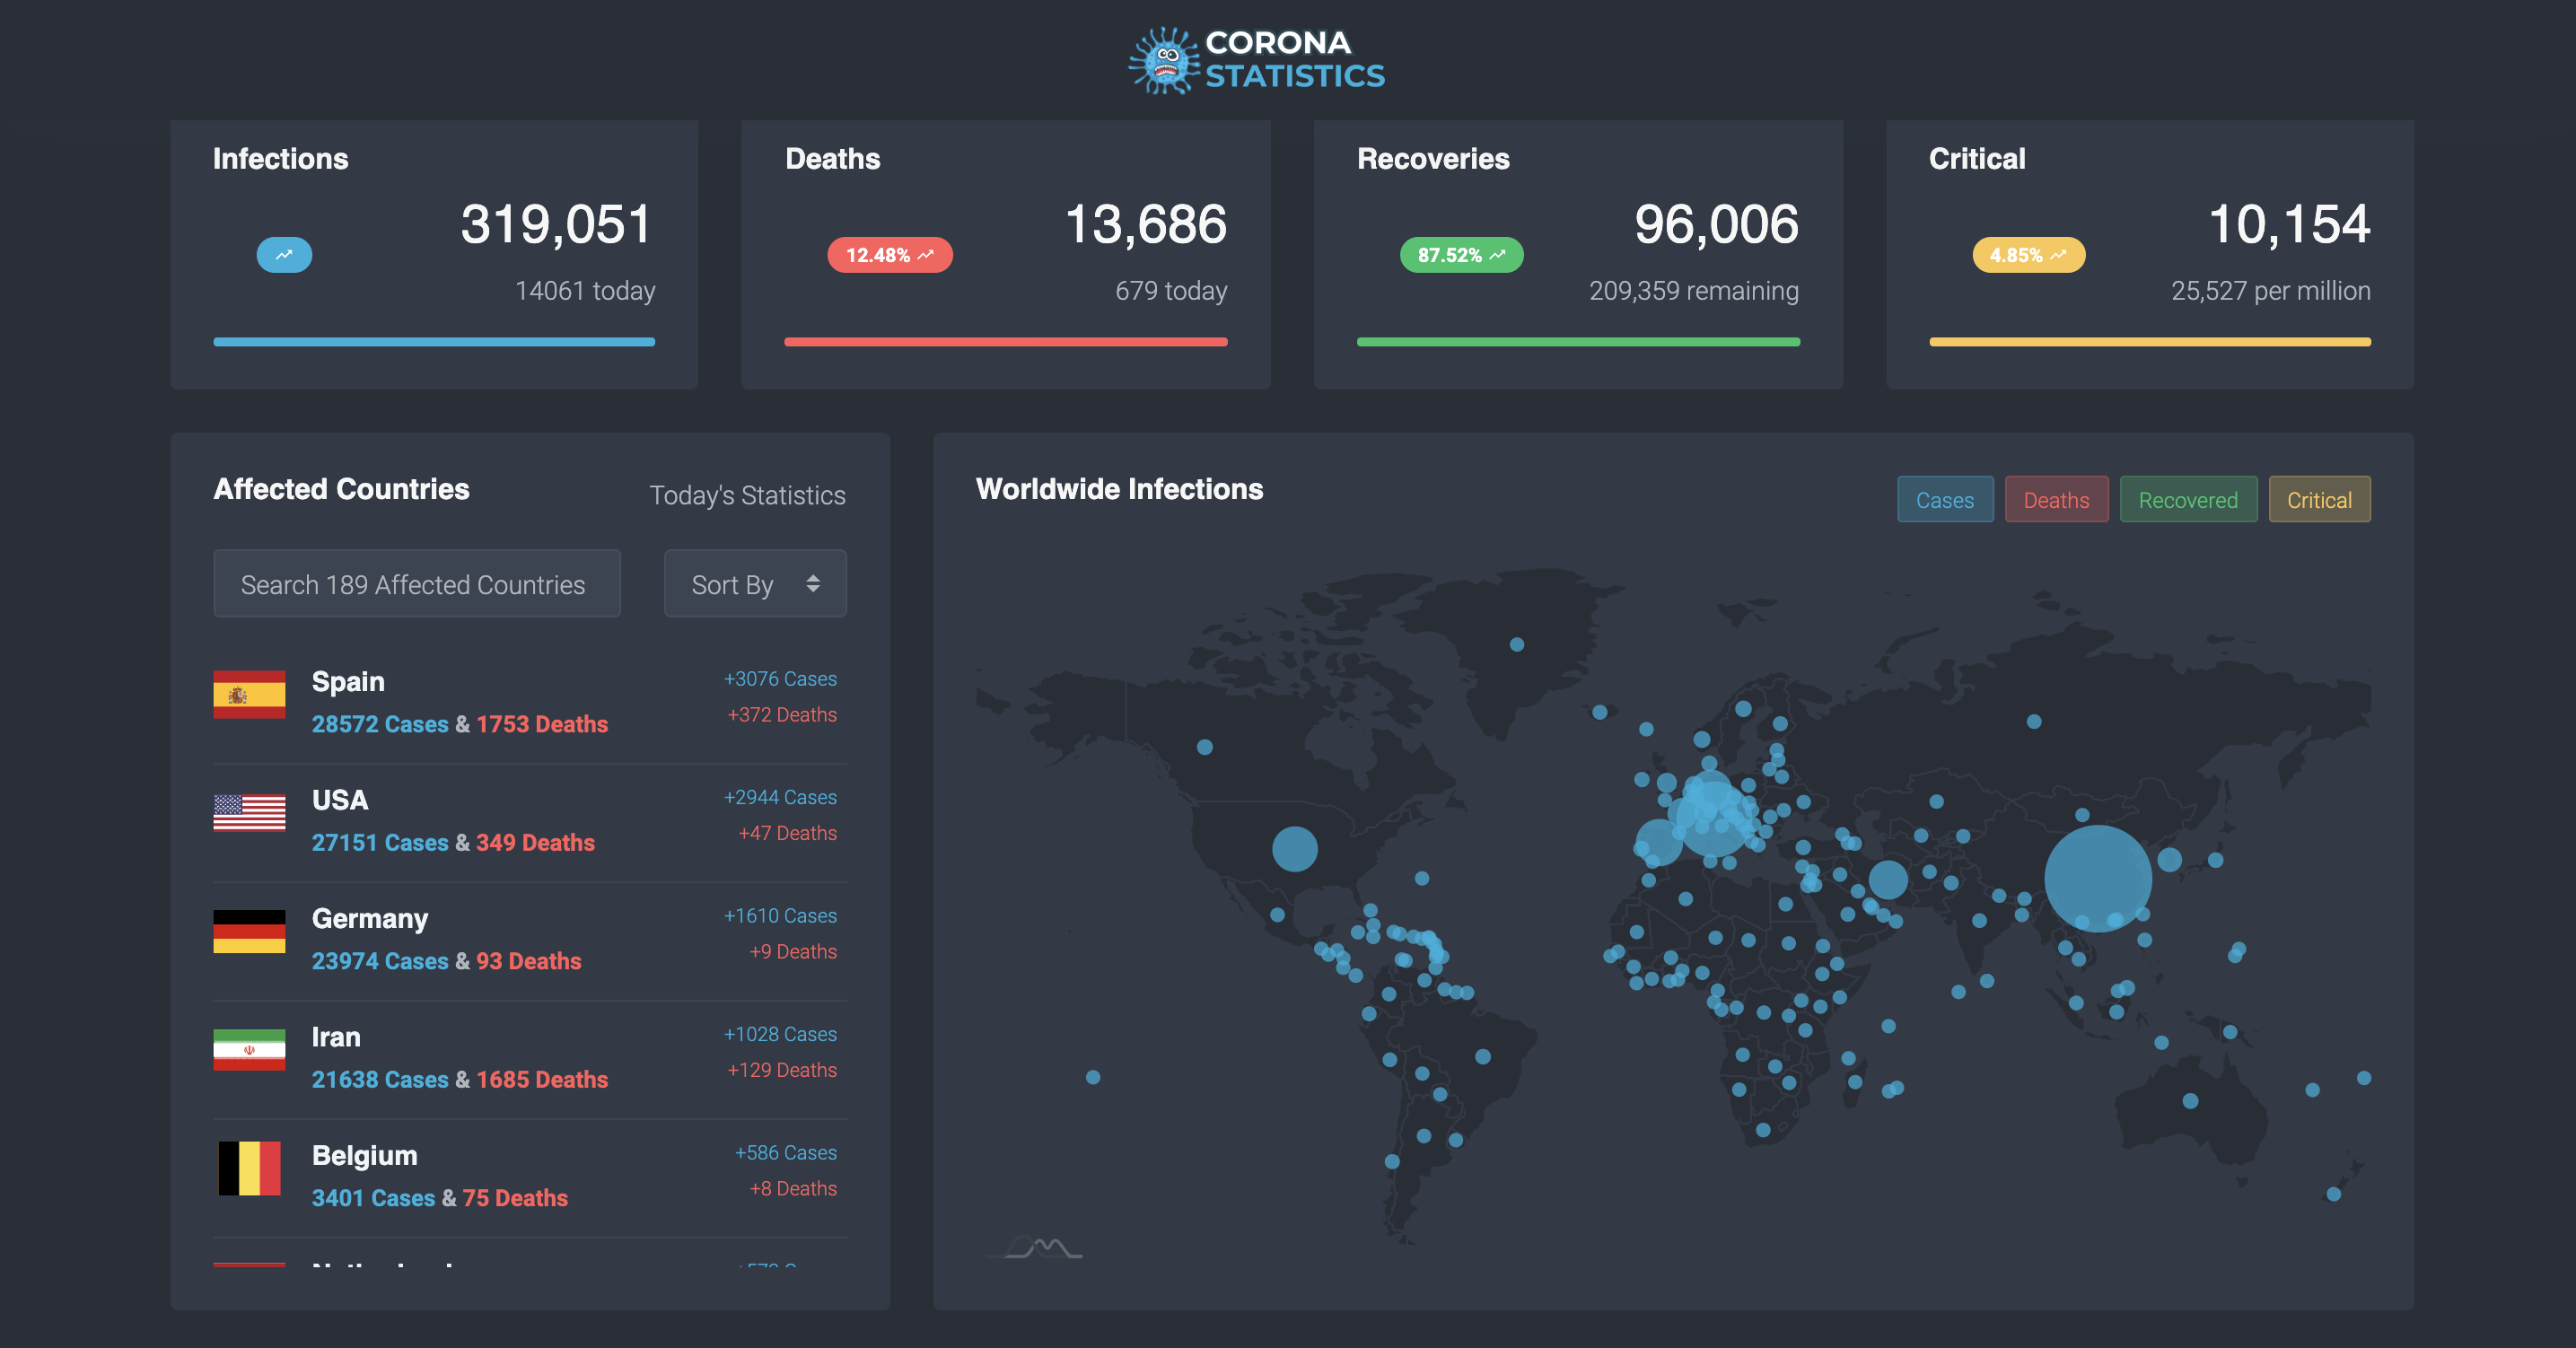 CORONA
STATISTICS
Infections
319,051
14061 today
Deaths
12.48%
13,686
679 today
Recoveries
87.52%
96,006
209,359 remaining
Critical
4.85%
10,154
25,527 per million
Affected Countries
Today's Statistics
Search 189 Affected Countries
Sort By
Spain
28572 Cases & 1753 Deaths
+3076 Cases
+372 Deaths
USA
27151 Cases & 349 Deaths
+2944 Cases
+47 Deaths
Germany
23974 Cases & 93 Deaths
+1610 Cases
+9 Deaths
Iran
21638 Cases & 1685 Deaths
+1028 Cases
+129 Deaths
Belgium
3401 Cases & 75 Deaths
+586 Cases
+8 Deaths
Worldwide Infections
Cases
Deaths
Recovered
Critical